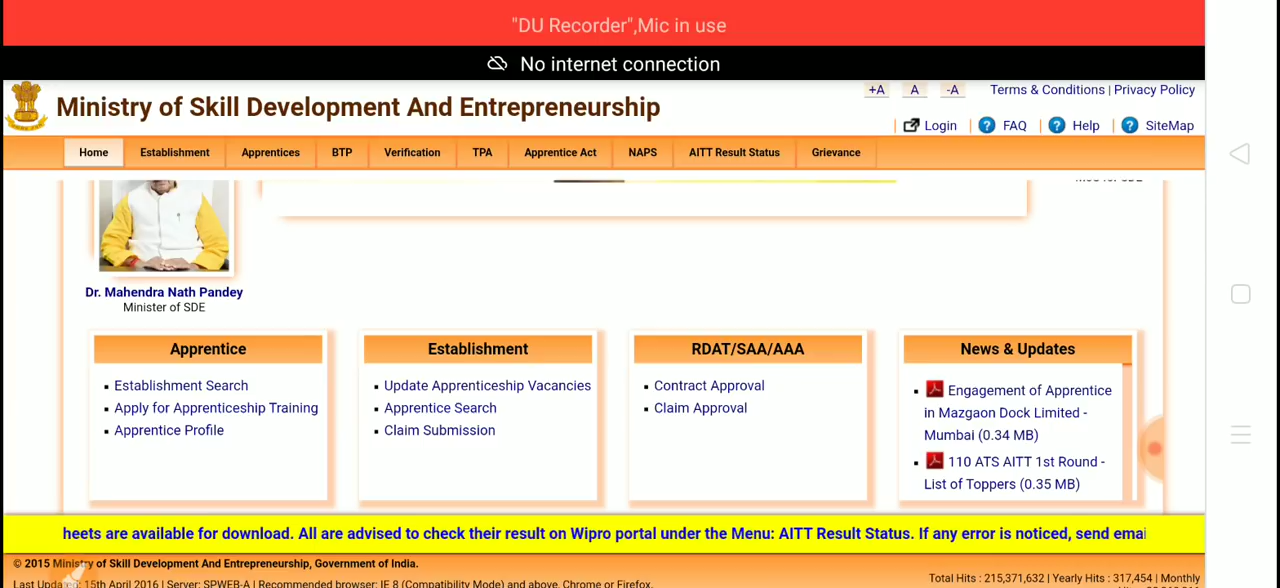 "DU Recorder",Mic in use
No internet connection
Ministry of Skill Development And Entrepreneurship
+A A -A Terms & Conditions | Privacy Policy
Login | FAQ | Help | SiteMap
Home Establishment Apprentices BTP Verification TPA Apprentice Act NAPS AITT Result Status Grievance
Dr. Mahendra Nath Pandey
Minister of SDE
Apprentice
Establishment Search
Apply for Apprenticeship Training
Apprentice Profile
Establishment
Update Apprenticeship Vacancies
Apprentice Search
Claim Submission
RDAT/SAA/AAA
Contract Approval
Claim Approval
News & Updates
Engagement of Apprentice
in Mazgaon Dock Limited -
Mumbai (0.34 MB)
110 ATS AITT 1st Round -
List of Toppers (0.35 MB)
heets are available for download. All are advised to check their result on Wipro portal under the Menu: AITT Result Status. If any error is noticed, send emai
© 2015 Ministry of Skill Development And Entrepreneurship, Government of India.
Last Updated: 15th April 2016 | Server: SPWEB-A | Recommended browser: IE 8 (Compatibility Mode) and above, Chrome or Firefox.
Total Hits : 215,371,632 | Yearly Hits : 317,454 | Monthly